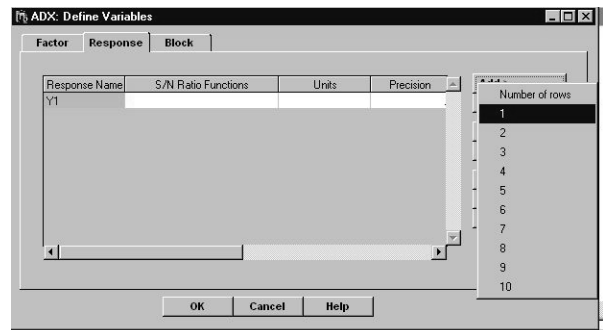 ADX: Define Variables
Factor Response Block
Response Name S/N Ratio Functions Units Precision
Y1
Add >
Number of rows
1
2
3
4
5
6
7
8
9
10
OK Cancel Help